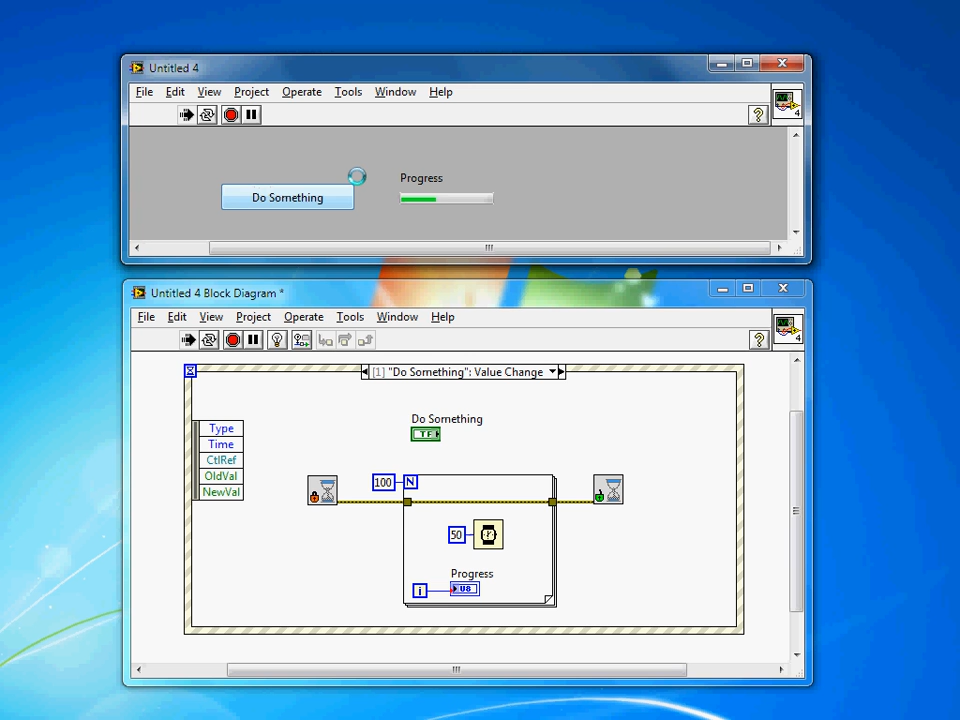 Untitled 4
File Edit View Project Operate Tools Window Help
?
4
Progress
Do Something
Untitled 4 Block Diagram *
File Edit View Project Operate Tools Window Help
?
4
[1] "Do Something": Value Change
Do Something
TF
Type
Time
CtlRef
OldVal
NewVal
100
N
50
Progress
i
U8